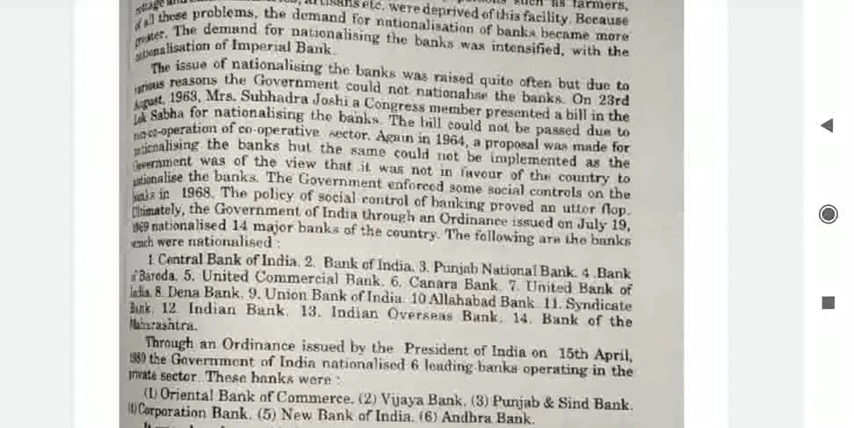 such as farmers,
etc. were deprived of this facility. Because
of all these problems, the demand for nationalisation of banks became more
greater. The demand for nationalising the banks was intensified, with the
nationalisation of Imperial Bank.
The issue of nationalising the banks was raised quite often but due to
various reasons the Government could not nationalise the banks. On 23rd
August, 1963, Mrs. Subhadra Joshi a Congress member presented a bill in the
Lok Sabha for nationalising the banks. The bill could not be passed due to
non-co-operation of co-operative sector. Again in 1964, a proposal was made for
nationalising the banks but the same could not be implemented as the
Government was of the view that it was not in favour of the country to
nationalise the banks. The Government enforced some social controls on the
banks in 1968. The policy of social control of banking proved an utter flop.
Ultimately, the Government of India through an Ordinance issued on July 19,
1969 nationalised 14 major banks of the country. The following are the banks
which were nationalised :
1. Central Bank of India. 2. Bank of India. 3. Punjab National Bank. 4 .Bank
of Baroda. 5. United Commercial Bank. 6. Canara Bank. 7. United Bank of
India. 8. Dena Bank. 9. Union Bank of India. 10 Allahabad Bank. 11. Syndicate
Bank. 12. Indian Bank. 13. Indian Overseas Bank. 14. Bank of the
Maharashtra.
Through an Ordinance issued by the President of India on 15th April,
1980 the Government of India nationalised 6 leading banks operating in the
private sector. These banks were :
(1) Oriental Bank of Commerce. (2) Vijaya Bank. (3) Punjab & Sind Bank.
(4) Corporation Bank. (5) New Bank of India. (6) Andhra Bank.